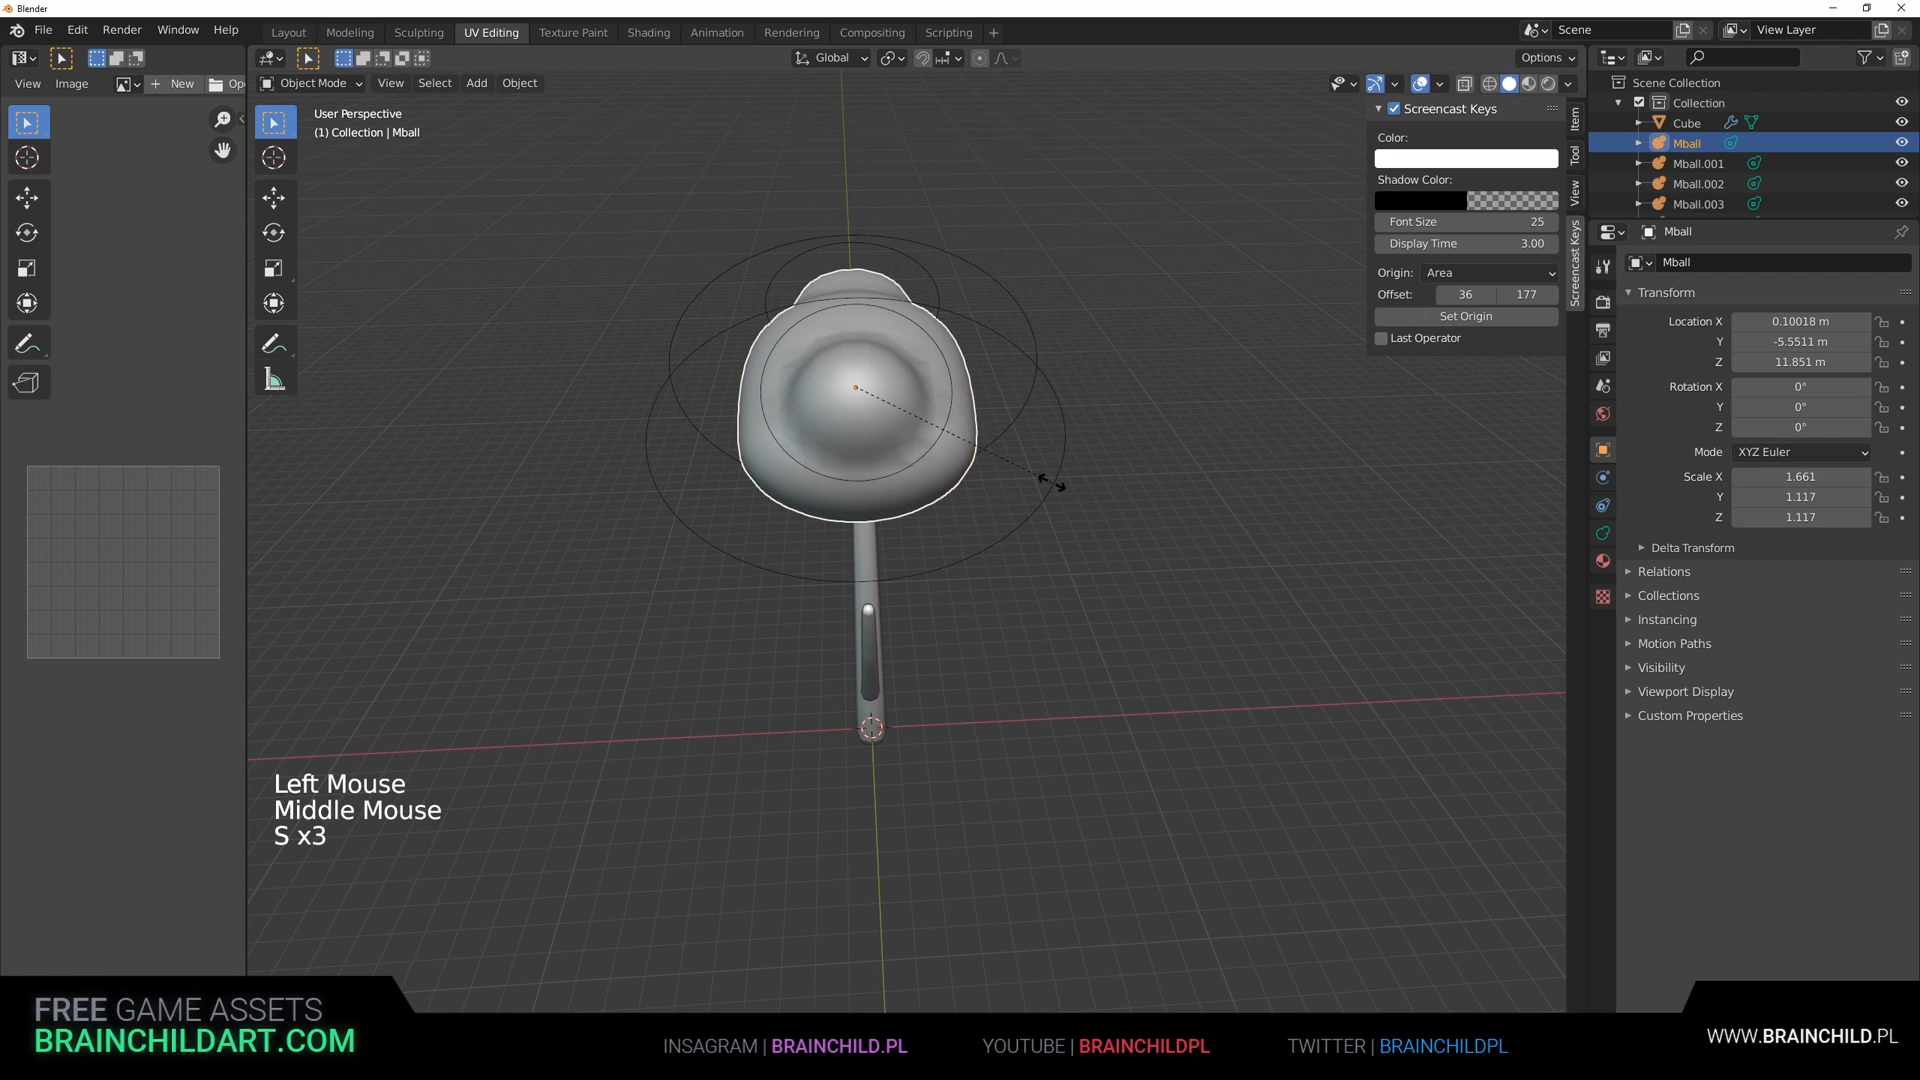 Blender
File Edit Render Window Help
Layout Modeling Sculpting UV Editing Texture Paint Shading Animation Rendering Compositing Scripting +
Scene
View Layer
Global
Options
View Image
New
Op
Object Mode
View Select Add Object
User Perspective
(1) Collection | Mball
Screencast Keys
Color:
Shadow Color:
Font Size 25
Display Time 3.00
Origin: Area
Offset: 36 177
Set Origin
Last Operator
Item
Tool
View
Screencast Keys
Scene Collection
Collection
Cube
Mball
Mball.001
Mball.002
Mball.003
Mball
Mball
Transform
Location X 0.10018 m
Y -5.5511 m
Z 11.851 m
Rotation X 0°
Y 0°
Z 0°
Mode XYZ Euler
Scale X 1.661
Y 1.117
Z 1.117
Delta Transform
Relations
Collections
Instancing
Motion Paths
Visibility
Viewport Display
Custom Properties
Left Mouse
Middle Mouse
S x3
FREE GAME ASSETS
BRAINCHILDART.COM
INSAGRAM | BRAINCHILD.PL
YOUTUBE | BRAINCHILDPL
TWITTER | BRAINCHILDPL
WWW.BRAINCHILD.PL